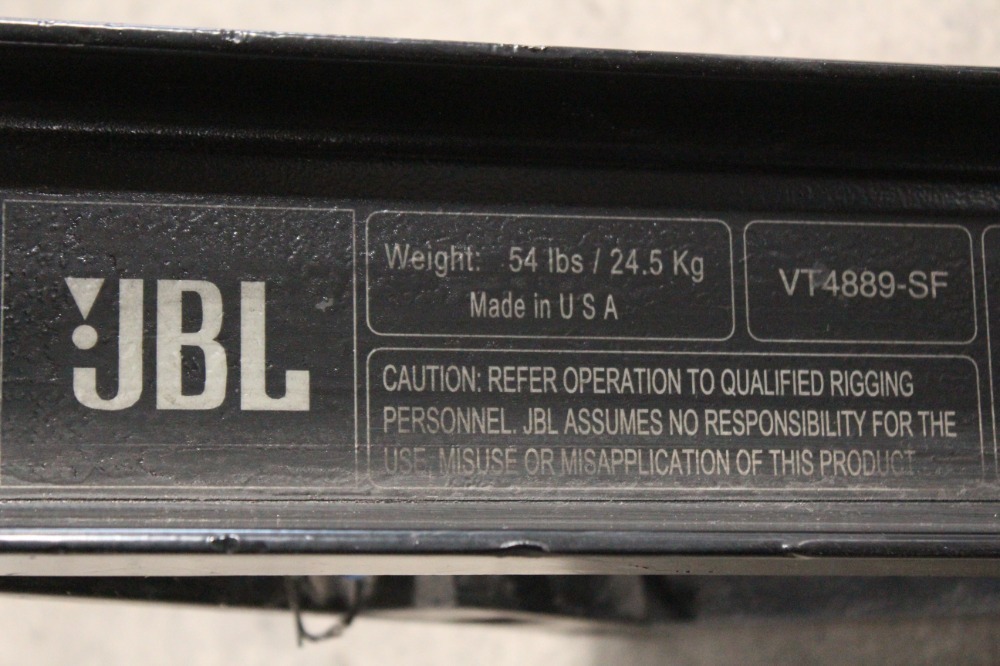 JBL
Weight: 54 lbs / 24.5 Kg
Made in U S A
VT4889-SF
CAUTION: REFER OPERATION TO QUALIFIED RIGGING
PERSONNEL. JBL ASSUMES NO RESPONSIBILITY FOR THE
USE, MISUSE OR MISAPPLICATION OF THIS PRODUCT.